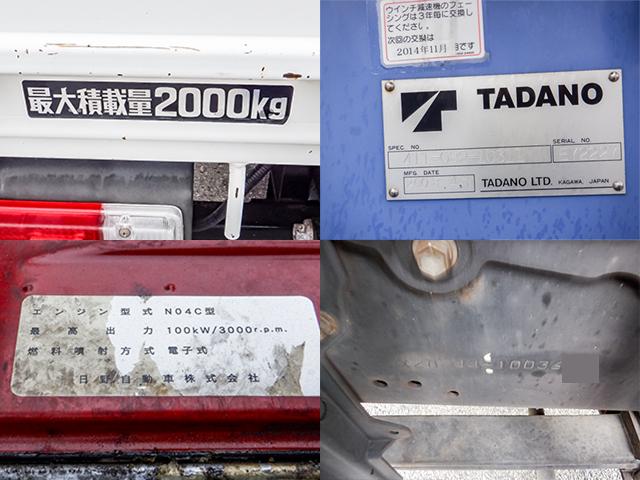 最大積載量2000kg
ウインチ減速機のフェー
シングは3年毎に交換し
てください。
次回の交換は
2014年11月 目です
TADANO
SPEC. NO.
SERIAL NO.
MFG. DATE
TADANO LTD. KAGAWA, JAPAN
エンジン型式 N04C型
最高出力 100kW/3000r.p.m.
燃料噴射方式 電子式
日野自動車株式会社